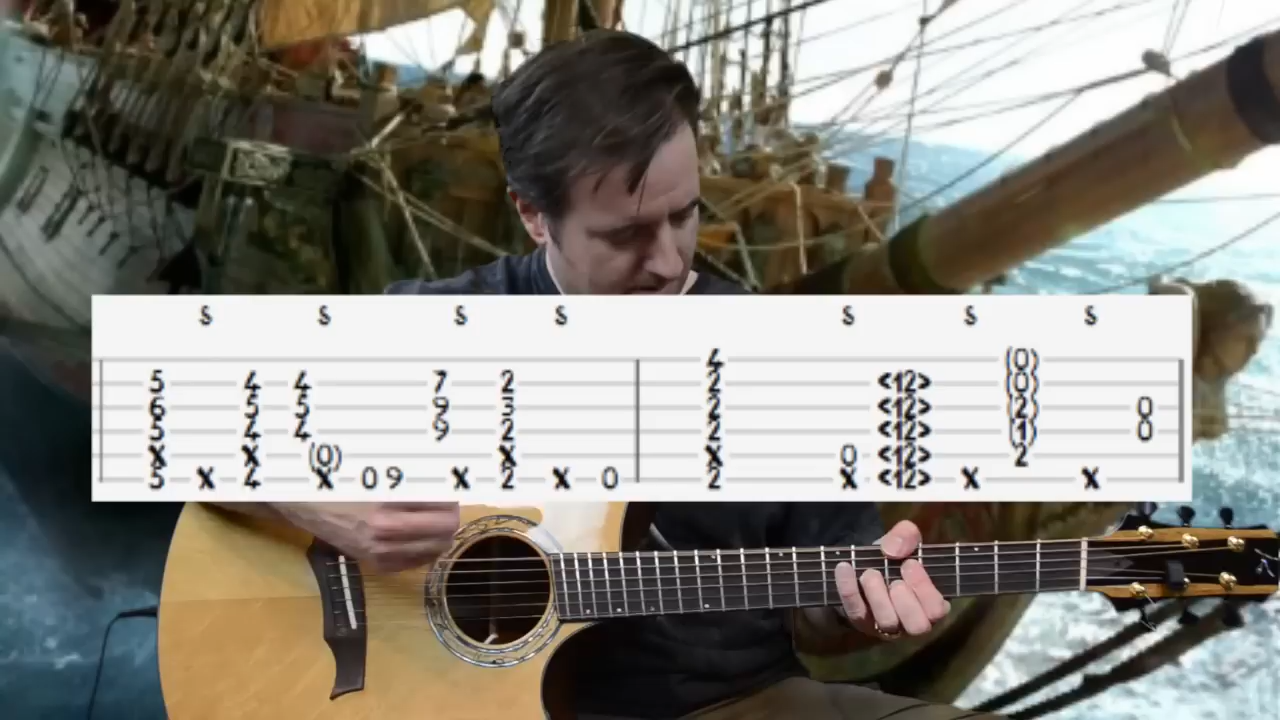 S S S S S S S
4 (0)
5 4 4 7 2 2 <12> (0)
6 5 5 9 3 2 <12> (2) 0
5 4 4 9 2 2 <12> (1) 0
X X (0) X X 0 <12> 2
5 X 4 X 0 9 X 2 X 0 2 X <12> X X